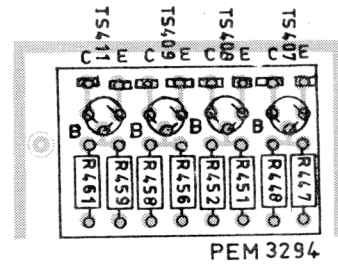 TS411 TS409 TS408 TS407
C E C E C E C E
B B B B
R461 R459 R458 R456 R452 R451 R448 R447
PEM 3294